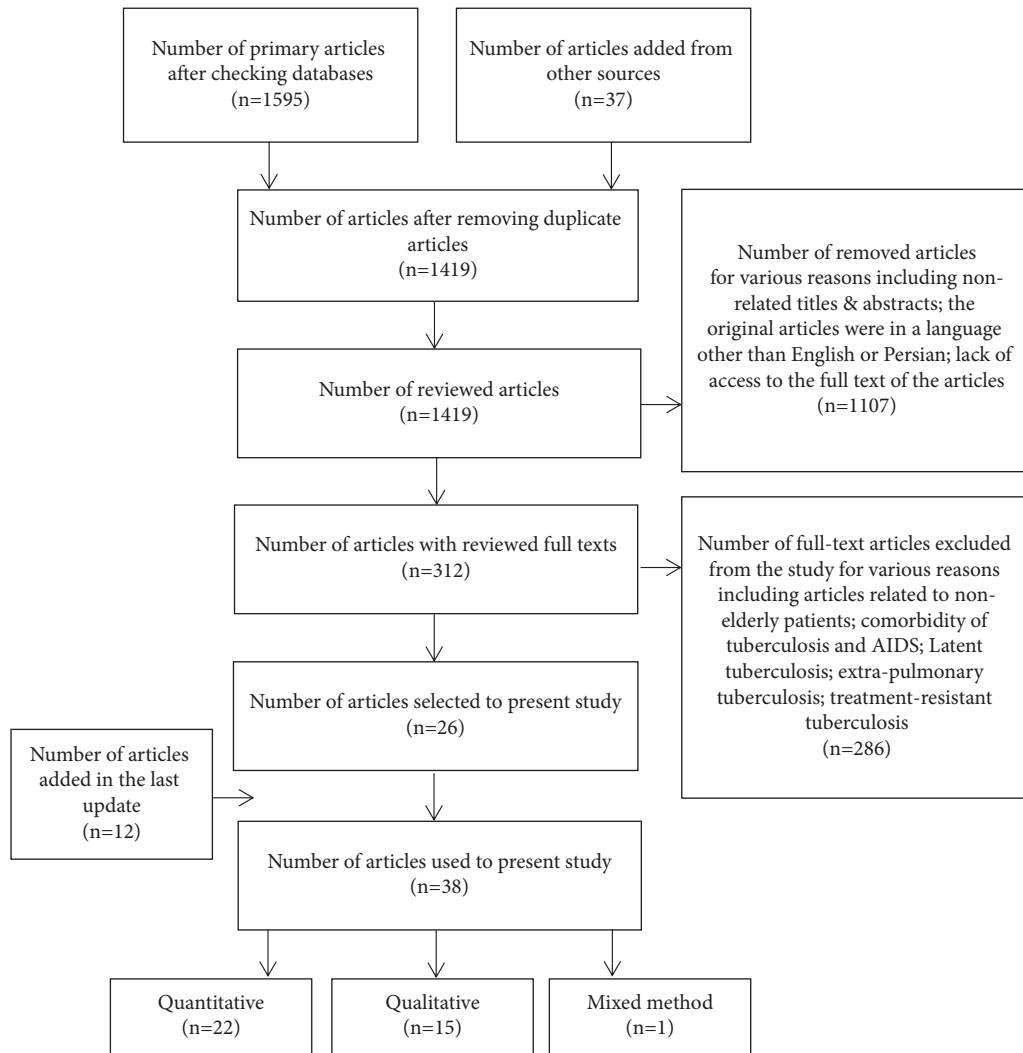 Number of primary articles
after checking databases
(n=1595)
Number of articles added from
other sources
(n=37)
Number of articles after removing duplicate
articles
(n=1419)
Number of removed articles
for various reasons including non-
related titles & abstracts; the
original articles were in a language
other than English or Persian; lack of
access to the full text of the articles
(n=1107)
Number of reviewed articles
(n=1419)
Number of articles with reviewed full texts
(n=312)
Number of full-text articles excluded
from the study for various reasons
including articles related to non-
elderly patients; comorbidity of
tuberculosis and AIDS; Latent
tuberculosis; extra-pulmonary
tuberculosis; treatment-resistant
tuberculosis
(n=286)
Number of articles selected to present study
(n=26)
Number of articles
added in the last
update
(n=12)
Number of articles used to present study
(n=38)
Quantitative
(n=22)
Qualitative
(n=15)
Mixed method
(n=1)